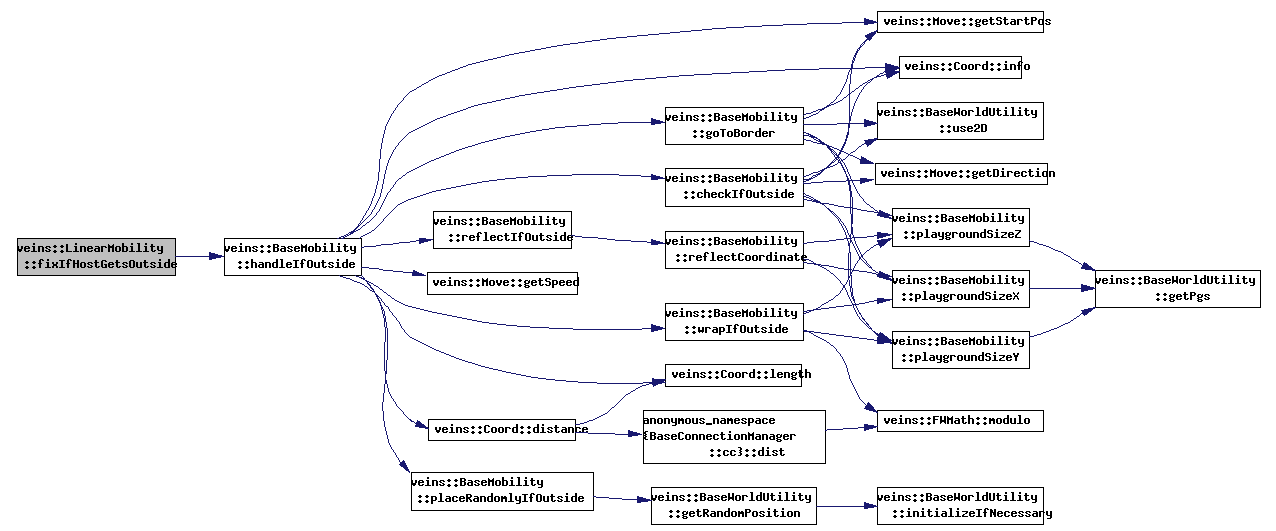 veins::LinearMobility
::fixIfHostGetsOutside
veins::BaseMobility
::handleIfOutside
veins::BaseMobility
::reflectIfOutside
veins::Move::getSpeed
veins::Coord::distance
veins::BaseMobility
::placeRandomlyIfOutside
veins::BaseMobility
::goToBorder
veins::BaseMobility
::checkIfOutside
veins::BaseMobility
::reflectCoordinate
veins::BaseMobility
::wrapIfOutside
veins::Coord::length
anonymous_namespace
{BaseConnectionManager
::cc}::dist
veins::BaseWorldUtility
::getRandomPosition
veins::Move::getStartPos
veins::Coord::info
veins::BaseWorldUtility
::use2D
veins::Move::getDirection
veins::BaseMobility
::playgroundSizeZ
veins::BaseMobility
::playgroundSizeX
veins::BaseMobility
::playgroundSizeY
veins::FWMath::modulo
veins::BaseWorldUtility
::initializeIfNecessary
veins::BaseWorldUtility
::getPgs